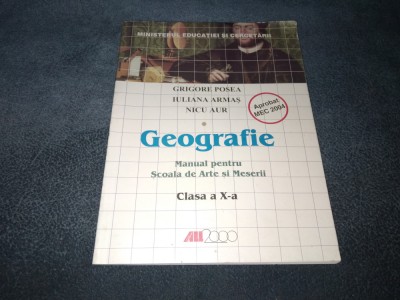 MINISTERUL EDUCAȚIEI ȘI CERCETĂRII
GRIGORE POSEA
IULIANA ARMAȘ
NICU AUR
Aprobat
MEC 2004
Geografie
Manual pentru
Școala de Arte și Meserii
Clasa a X-a
ALL 2000